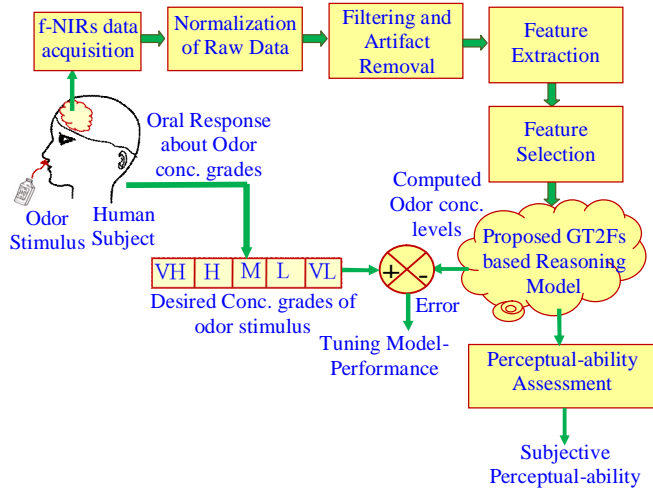 f-NIRs data
acquisition
Normalization
of Raw Data
Filtering and
Artifact
Removal
Feature
Extraction
Feature
Selection
Oral Response
about Odor
conc. grades
Odor
Stimulus
Human
Subject
Computed
Odor conc.
levels
Proposed GT2Fs
based Reasoning
Model
VH H M L VL
+ -
Desired Conc. grades of
odor stimulus
Error
Tuning Model-
Performance
Perceptual-ability
Assessment
Subjective
Perceptual-ability